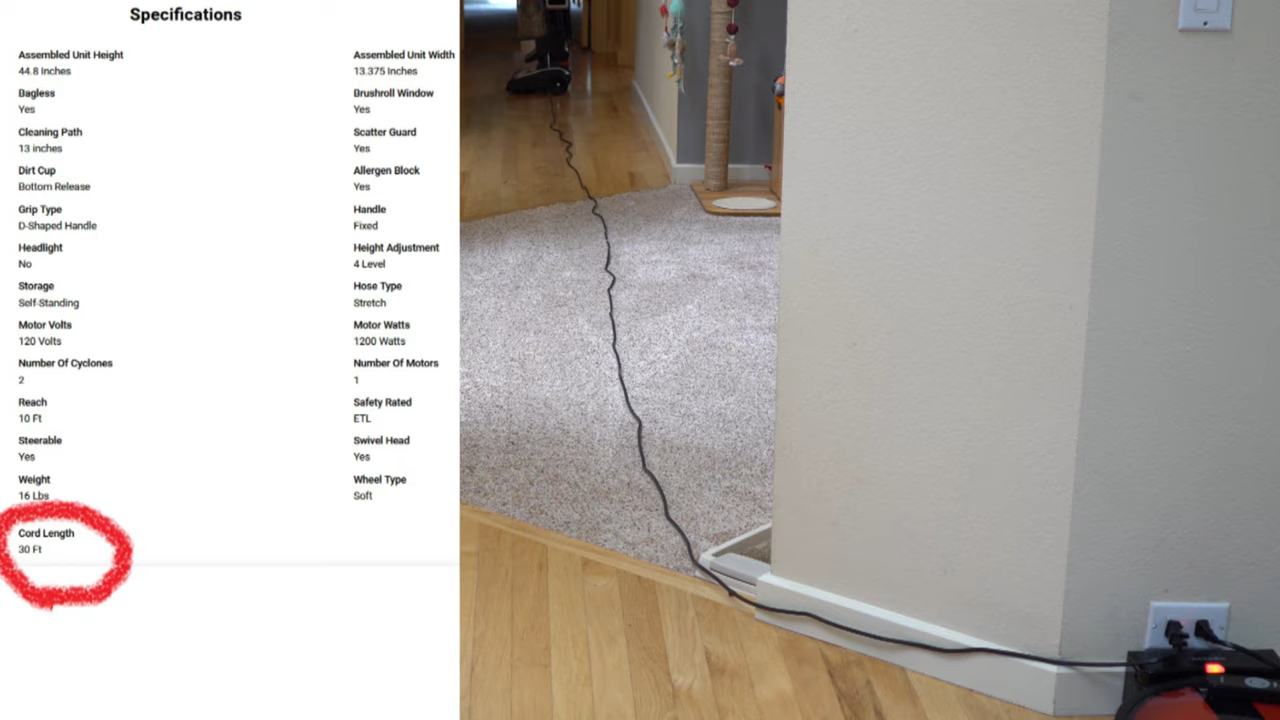 Specifications
Assembled Unit Height
44.8 Inches
Assembled Unit Width
13.375 Inches
Bagless
Yes
Brushroll Window
Yes
Cleaning Path
13 inches
Scatter Guard
Yes
Dirt Cup
Bottom Release
Allergen Block
Yes
Grip Type
D-Shaped Handle
Handle
Fixed
Headlight
No
Height Adjustment
4 Level
Storage
Self-Standing
Hose Type
Stretch
Motor Volts
120 Volts
Motor Watts
1200 Watts
Number Of Cyclones
2
Number Of Motors
1
Reach
10 Ft
Safety Rated
ETL
Steerable
Yes
Swivel Head
Yes
Weight
16 Lbs
Wheel Type
Soft
Cord Length
30 Ft